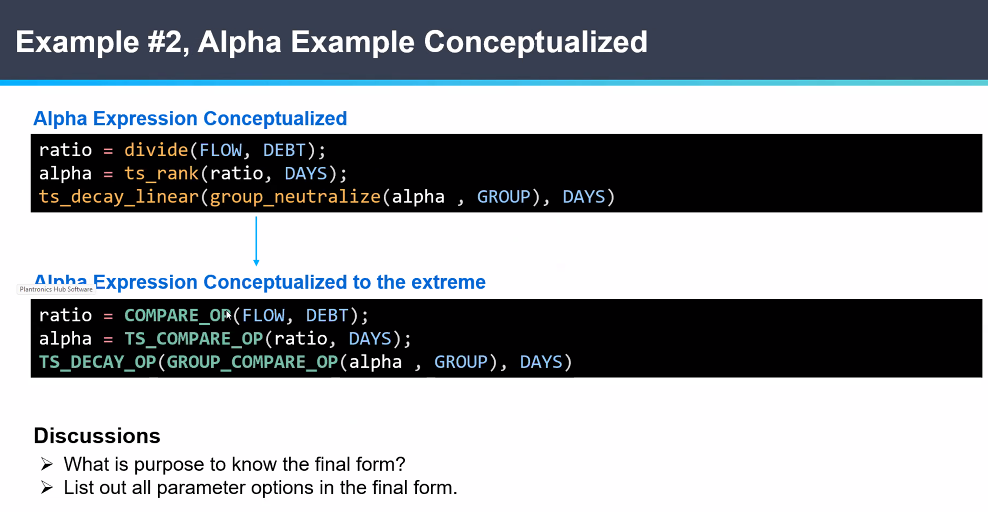 Example #2, Alpha Example Conceptualized
Alpha Expression Conceptualized
ratio = divide(FLOW, DEBT);
alpha = ts_rank(ratio, DAYS);
ts_decay_linear(group_neutralize(alpha , GROUP), DAYS)
Alpha Expression Conceptualized to the extreme
Plantronics Hub Software
ratio = COMPARE_OP(FLOW, DEBT);
alpha = TS_COMPARE_OP(ratio, DAYS);
TS_DECAY_OP(GROUP_COMPARE_OP(alpha , GROUP), DAYS)
Discussions
➢ What is purpose to know the final form?
➢ List out all parameter options in the final form.